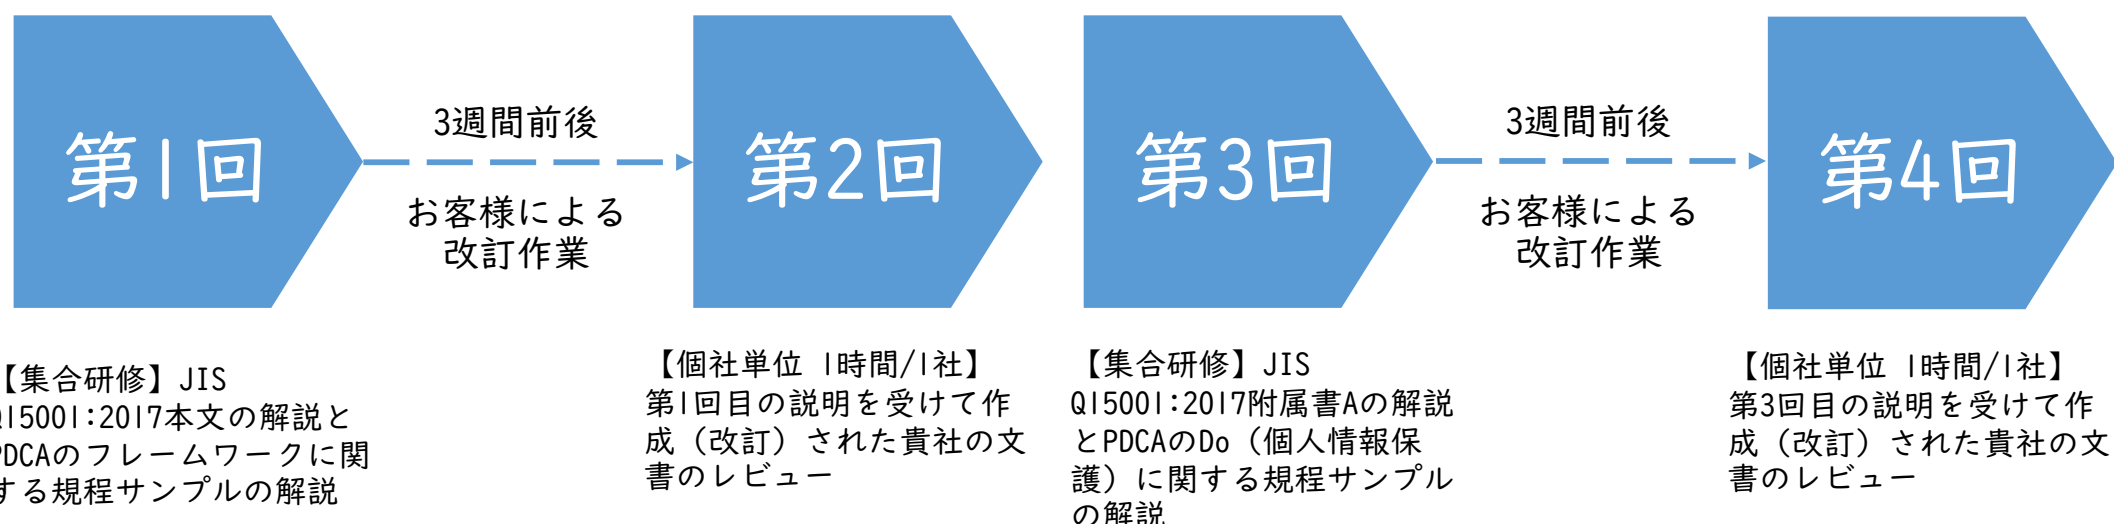 第1回
3週間前後
お客様による
改訂作業
第2回
第3回
3週間前後
お客様による
改訂作業
第4回
【集合研修】JIS
Q15001:2017本文の解説と
PDCAのフレームワークに関
する規程サンプルの解説
【個社単位 1時間/1社】
第1回目の説明を受けて作
成（改訂）された貴社の文
書のレビュー
【集合研修】JIS
Q15001:2017附属書Aの解説
とPDCAのDo（個人情報保
護）に関する規程サンプル
の解説
【個社単位 1時間/1社】
第3回目の説明を受けて作
成（改訂）された貴社の文
書のレビュー